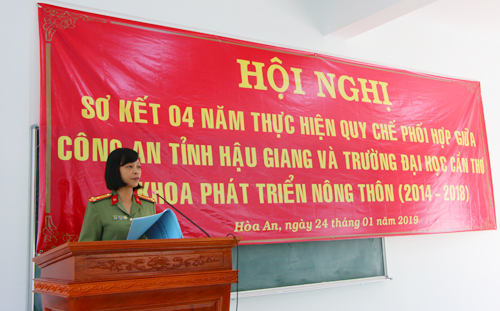 HỘI NGHỊ
SƠ KẾT 04 NĂM THỰC HIỆN QUY CHẾ PHỐI HỢP GIỮA
CÔNG AN TỈNH HẬU GIANG VÀ TRƯỜNG ĐẠI HỌC CẦN THƠ
KHOA PHÁT TRIỂN NÔNG THÔN (2014 - 2018)
Hòa An, ngày 24 tháng 01 năm 2019